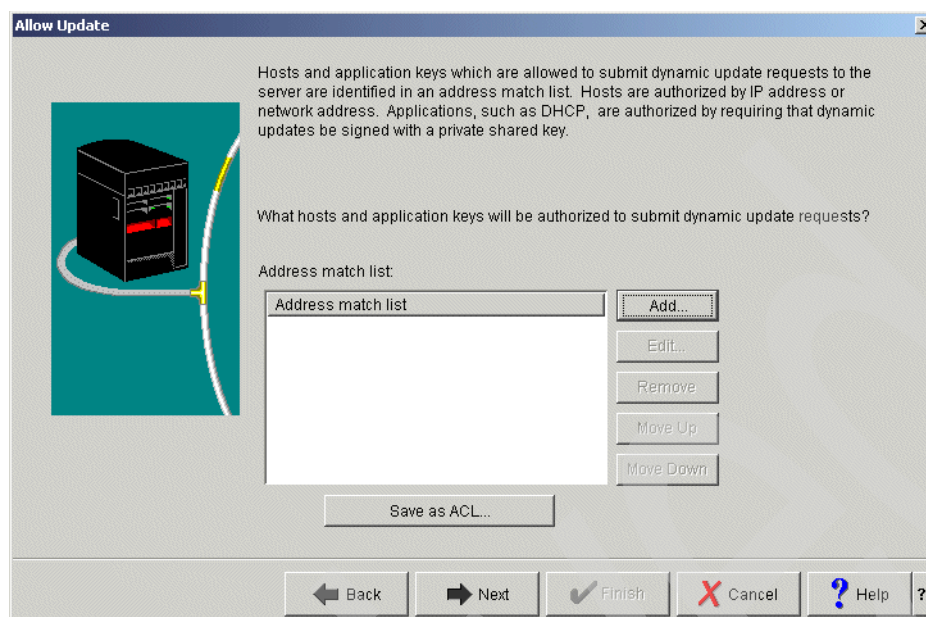 Allow Update
Hosts and application keys which are allowed to submit dynamic update requests to the
server are identified in an address match list. Hosts are authorized by IP address or
network address. Applications, such as DHCP, are authorized by requiring that dynamic
updates be signed with a private shared key.
What hosts and application keys will be authorized to submit dynamic update requests?
Address match list:
Address match list
Add...
Edit...
Remove
Move Up
Move Down
Save as ACL...
Back
Next
Finish
Cancel
? Help
?